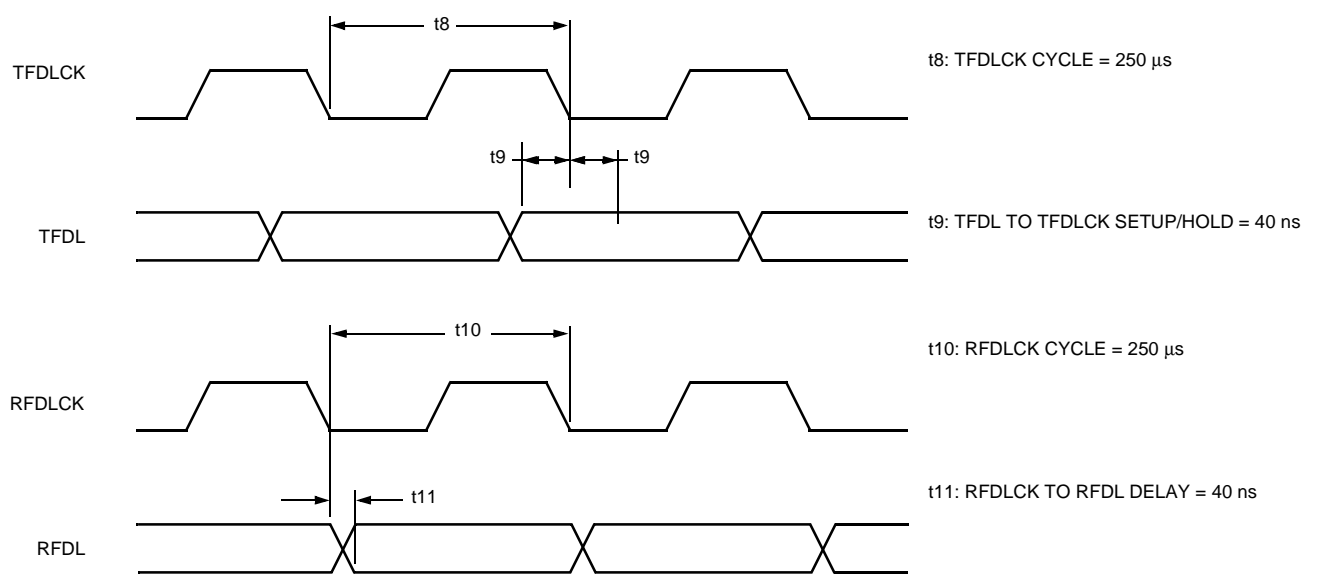 t8
TFDLCK
t8: TFDLCK CYCLE = 250 μs
t9
t9
TFDL
t9: TFDL TO TFDLCK SETUP/HOLD = 40 ns
t10
t10: RFDLCK CYCLE = 250 μs
RFDLCK
t11
t11: RFDLCK TO RFDL DELAY = 40 ns
RFDL